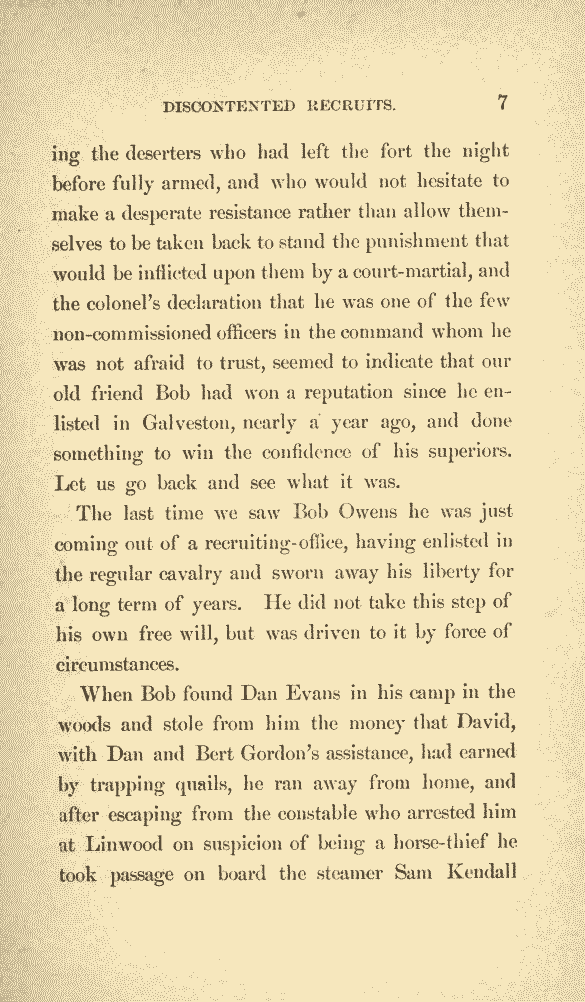 DISCONTENTED RECRUITS. 7
ing the deserters who had left the fort the night
before fully armed, and who would not hesitate to
make a desperate resistance rather than allow them-
selves to be taken back to stand the punishment that
would be inflicted upon them by a court-martial, and
the colonel's declaration that he was one of the few
non-commissioned officers in the command whom he
was not afraid to trust, seemed to indicate that our
old friend Bob had won a reputation since he en-
listed in Galveston, nearly a year ago, and done
something to win the confidence of his superiors.
Let us go back and see what it was.
The last time we saw Bob Owens he was just
coming out of a recruiting-office, having enlisted in
the regular cavalry and sworn away his liberty for
a long term of years. He did not take this step of
his own free will, but was driven to it by force of
circumstances.
When Bob found Dan Evans in his camp in the
woods and stole from him the money that David,
with Dan and Bert Gordon's assistance, had earned
by trapping quails, he ran away from home, and
after escaping from the constable who arrested him
at Linwood on suspicion of being a horse-thief he
took passage on board the steamer Sam Kendall